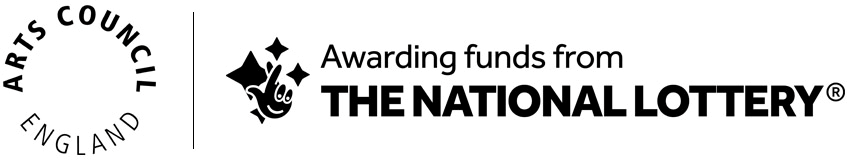 ARTS COUNCIL
ENGLAND
Awarding funds from
THE NATIONAL LOTTERY®